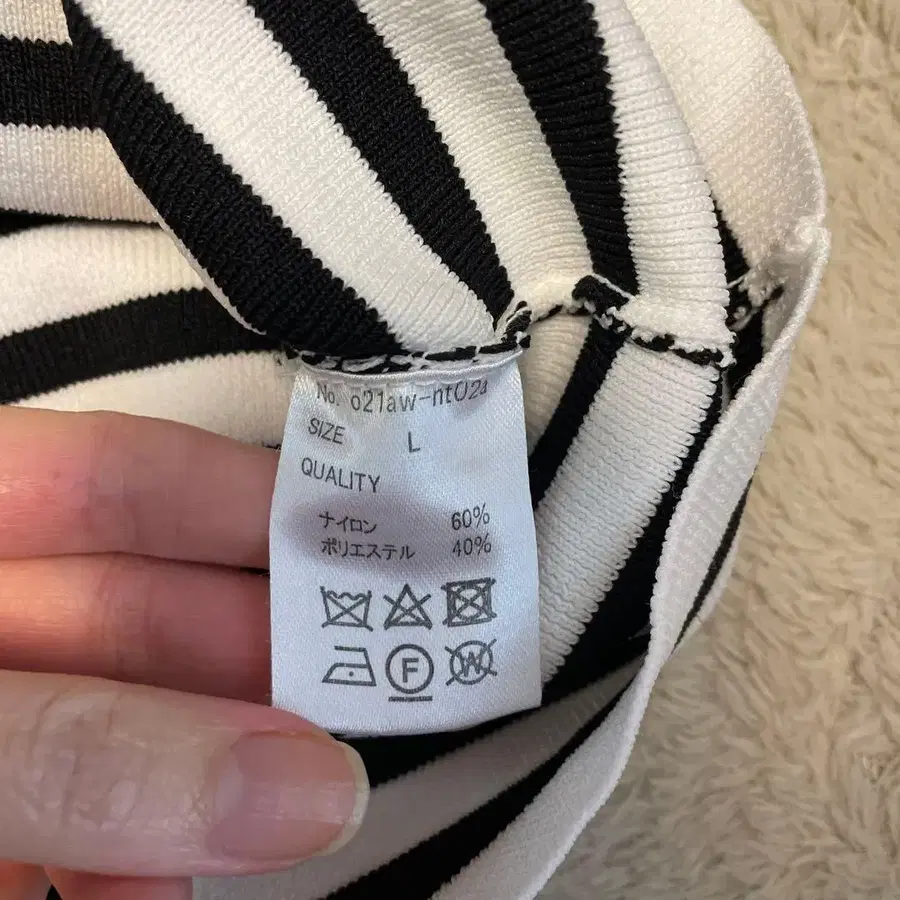 No. o21aw-nt02a
SIZE L
QUALITY
ナイロン 60%
ポリエステル 40%
F
W